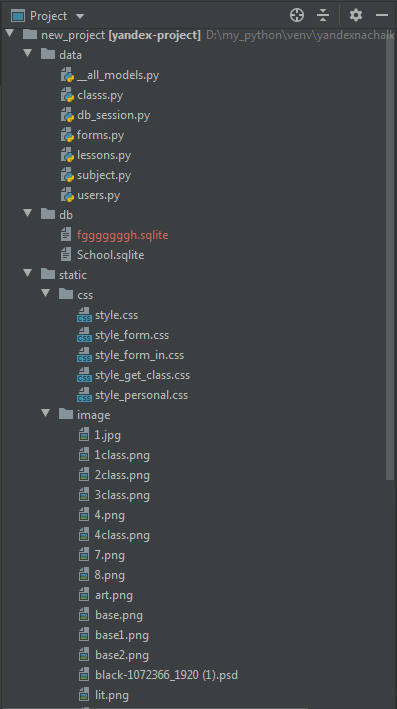 Project
new_project [yandex-project] D:\my_python\venv\yandexnachalk
data
__all_models.py
classs.py
db_session.py
forms.py
lessons.py
subject.py
users.py
db
fgggggggh.sqlite
School.sqlite
static
css
style.css
style_form.css
style_form_in.css
style_get_class.css
style_personal.css
image
1.jpg
1class.png
2class.png
3class.png
4.png
4class.png
7.png
8.png
art.png
base.png
base1.png
base2.png
black-1072366_1920 (1).psd
lit.png